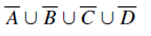 A̅ ∪ B̅ ∪ C̅ ∪ D̅